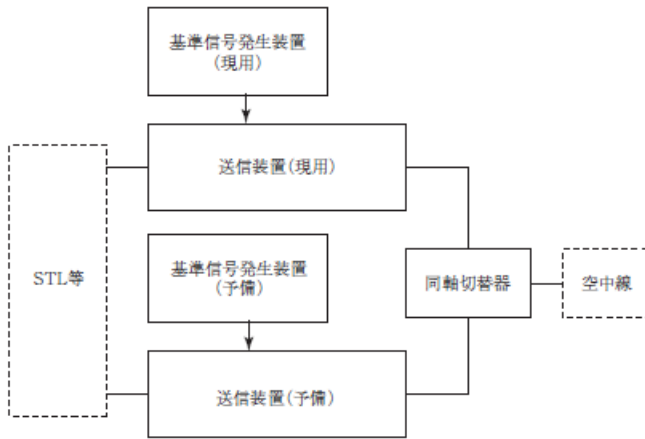 基準信号発生装置
(現用)
送信装置(現用)
STL等
基準信号発生装置
(予備)
同軸切替器
空中線
送信装置(予備)